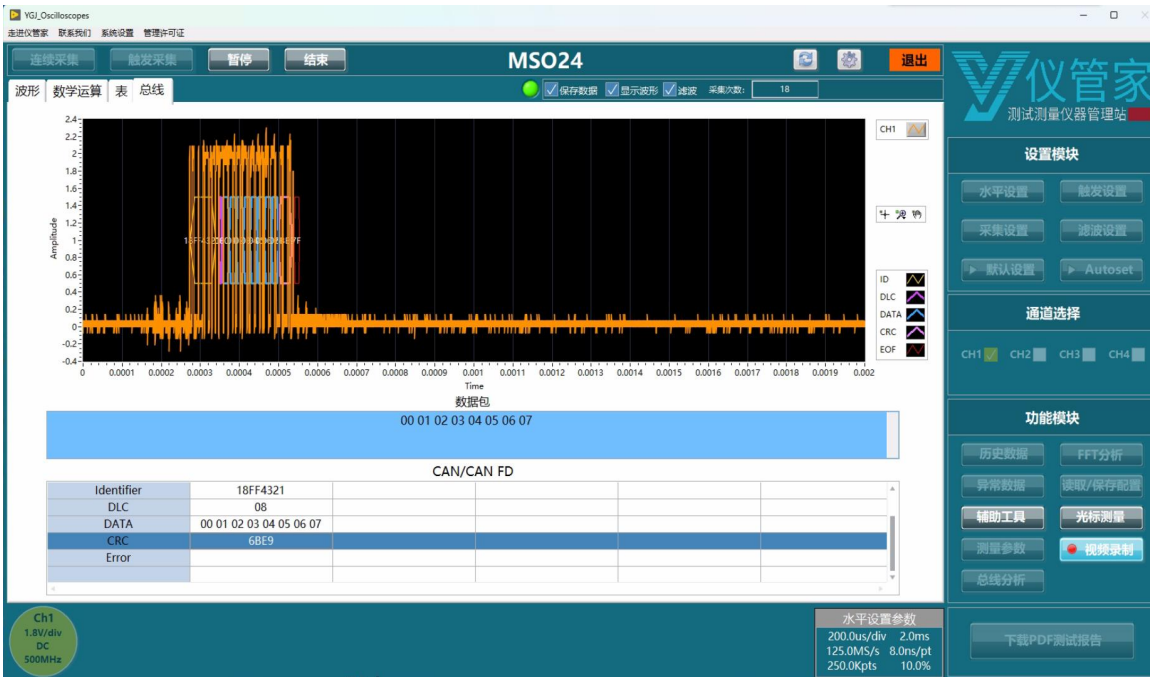 YGJ_Oscilloscopes
走进仪管家 联系我们 系统设置 管理许可证
连续采集 触发采集 暂停 结束 MSO24 退出
波形 数学运算 表 总线 保存数据 显示波形 滤波 采集次数: 18
仪管家
测试测量仪器管理站
CH1
Amplitude
2.4
2.2
2
1.8
1.6
1.4
1.2
1
0.8
0.6
0.4
0.2
0
-0.2
-0.4
0 0.0001 0.0002 0.0003 0.0004 0.0005 0.0006 0.0007 0.0008 0.0009 0.001 0.0011 0.0012 0.0013 0.0014 0.0015 0.0016 0.0017 0.0018 0.0019 0.002
Time
ID
DLC
DATA
CRC
EOF
数据包
00 01 02 03 04 05 06 07
CAN/CAN FD
Identifier 18FF4321
DLC 08
DATA 00 01 02 03 04 05 06 07
CRC 6BE9
Error
设置模块
水平设置 触发设置
采集设置 滤波设置
默认设置 Autoset
通道选择
CH1 CH2 CH3 CH4
功能模块
历史数据 FFT分析
异常数据 读取/保存配置
辅助工具 光标测量
测量参数 视频录制
总线分析
Ch1
1.8V/div
DC
500MHz
水平设置参数
200.0us/div 2.0ms
125.0MS/s 8.0ns/pt
250.0Kpts 10.0%
下载PDF测试报告